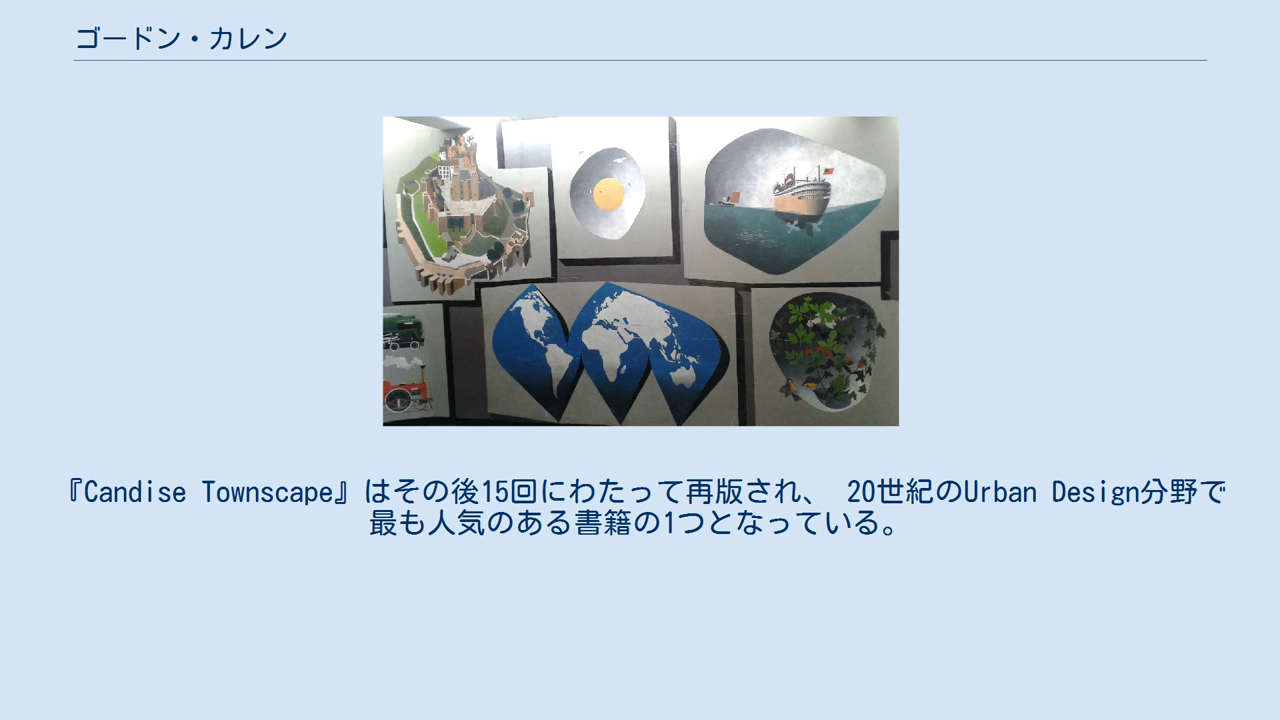 ゴードン・カレン
『Candise Townscape』はその後15回にわたって再版され、 20世紀のUrban Design分野で
最も人気のある書籍の1つとなっている。